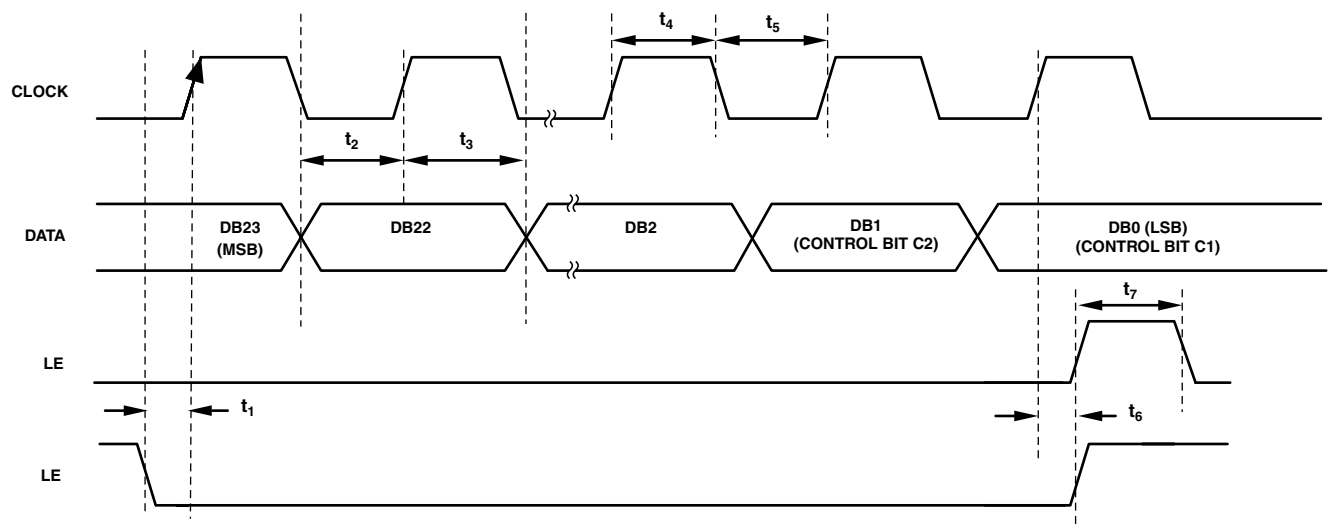 t4
t5
CLOCK
t2
t3
DB23
(MSB)
DB22
DB2
DB1
(CONTROL BIT C2)
DB0 (LSB)
(CONTROL BIT C1)
DATA
t7
LE
t1
t6
LE